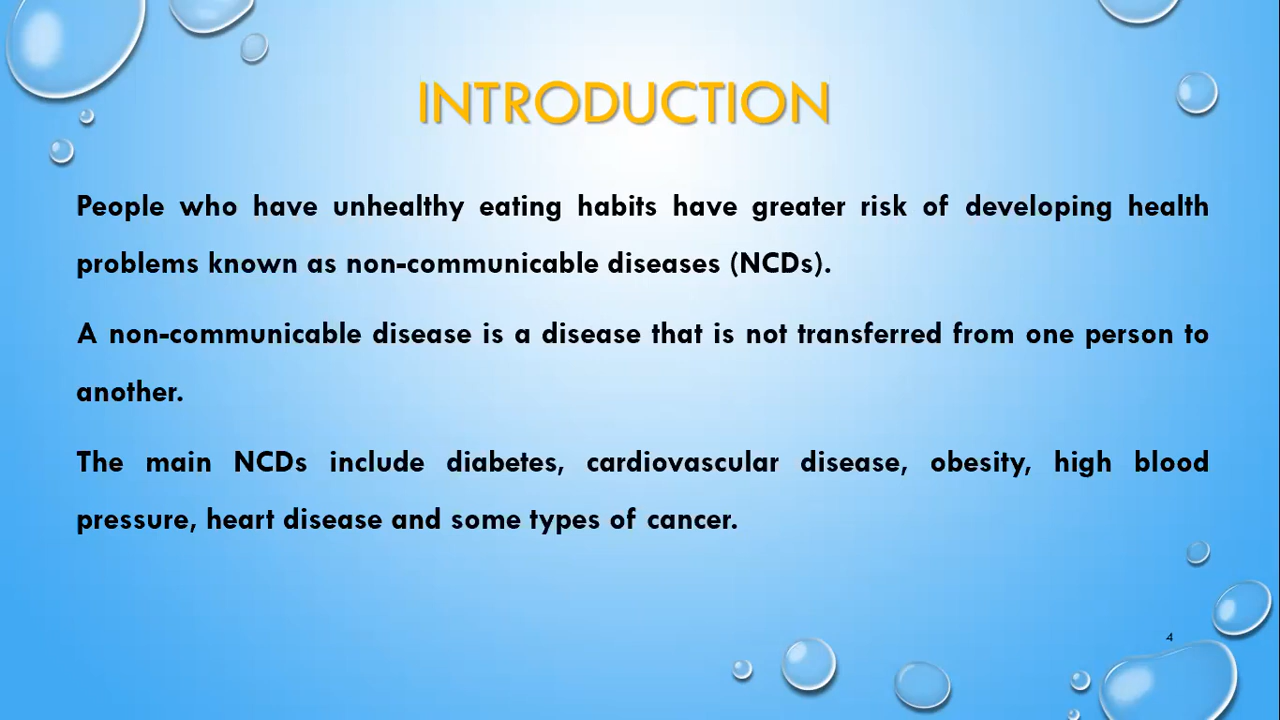 INTRODUCTION
People who have unhealthy eating habits have greater risk of developing health
problems known as non-communicable diseases (NCDs).
A non-communicable disease is a disease that is not transferred from one person to
another.
The main NCDs include diabetes, cardiovascular disease, obesity, high blood
pressure, heart disease and some types of cancer.
4